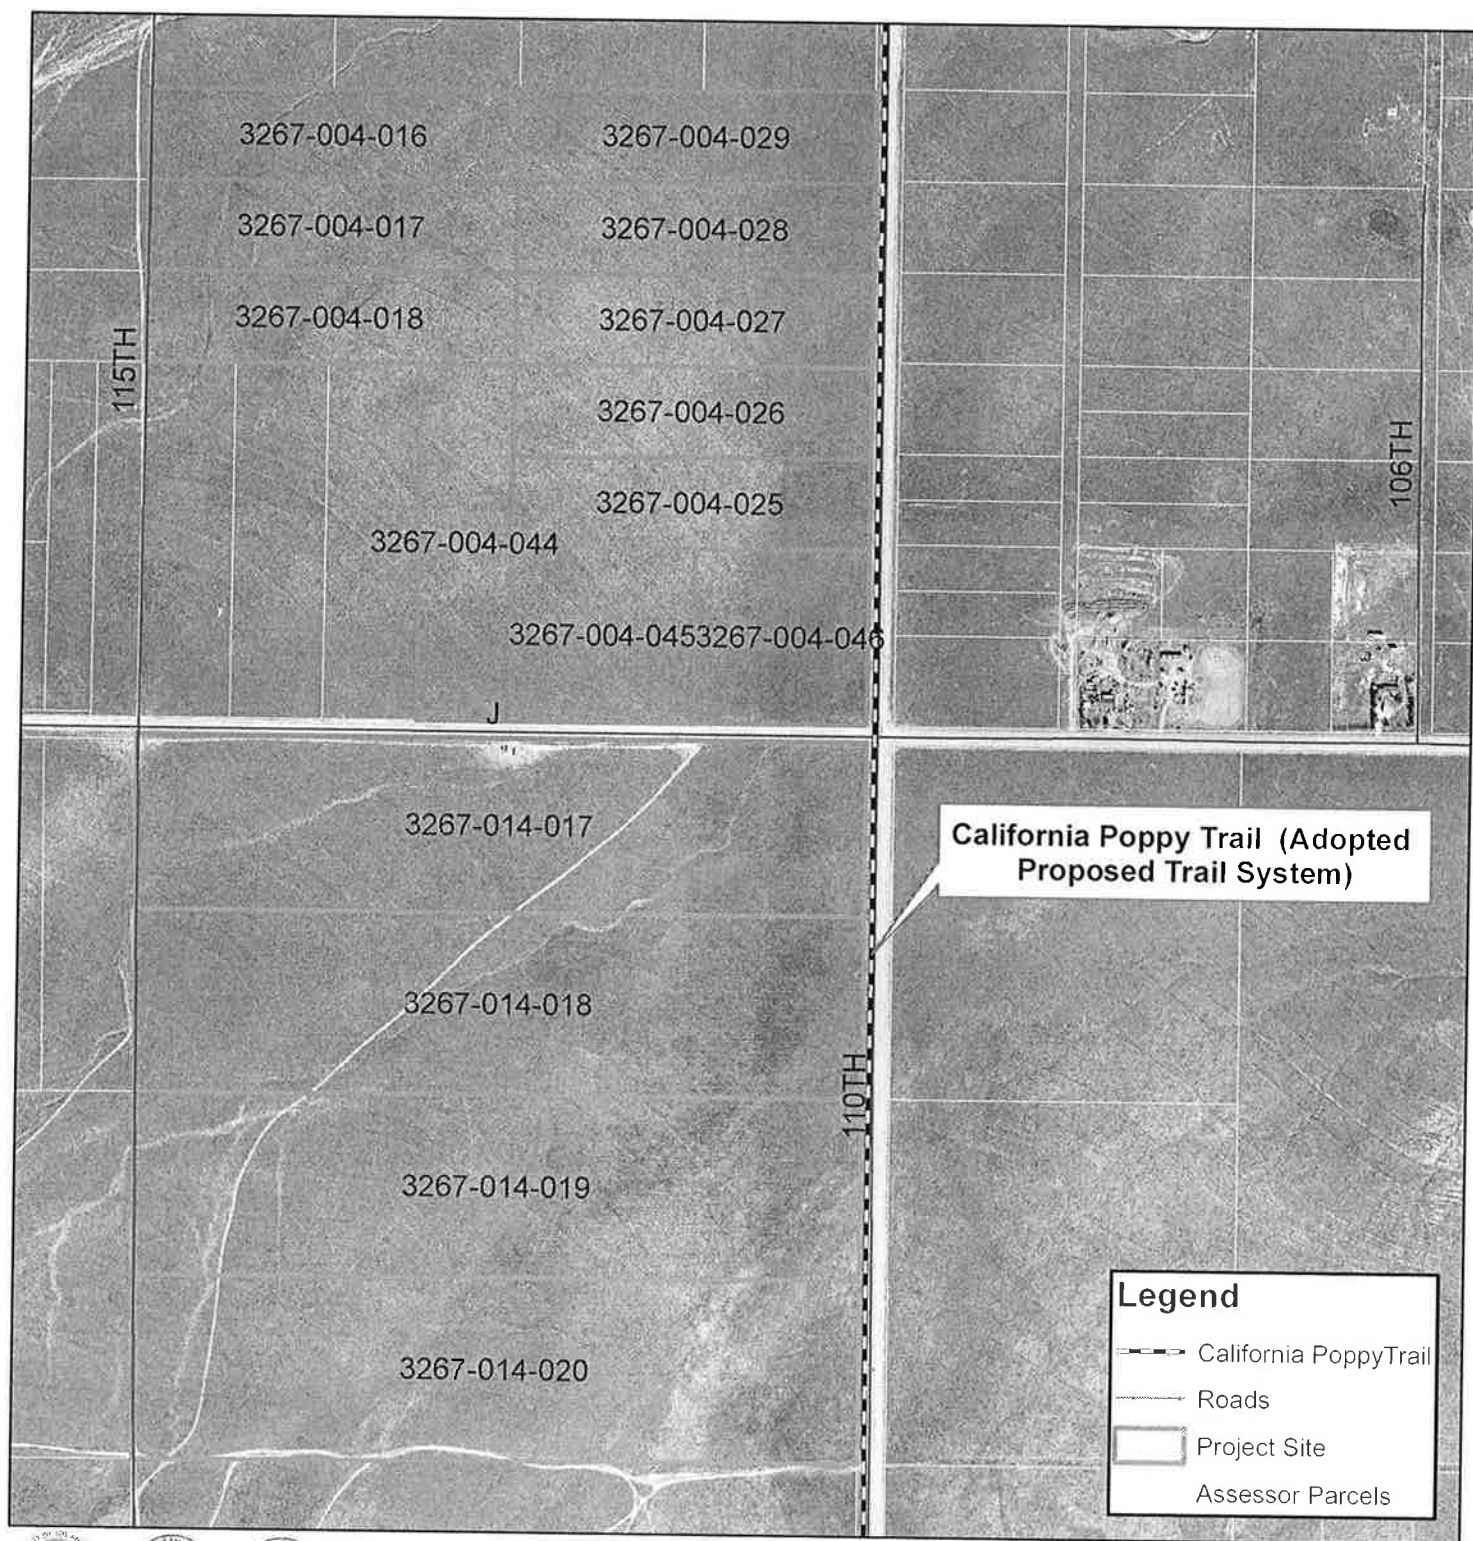 3267-004-016
3267-004-029
3267-004-017
3267-004-028
3267-004-018
3267-004-027
115TH
3267-004-026
106TH
3267-004-025
3267-004-044
3267-004-0453267-004-046
J
3267-014-017
California Poppy Trail (Adopted
Proposed Trail System)
3267-014-018
110TH
3267-014-019
3267-014-020
Legend
California PoppyTrail
Roads
Project Site
Assessor Parcels